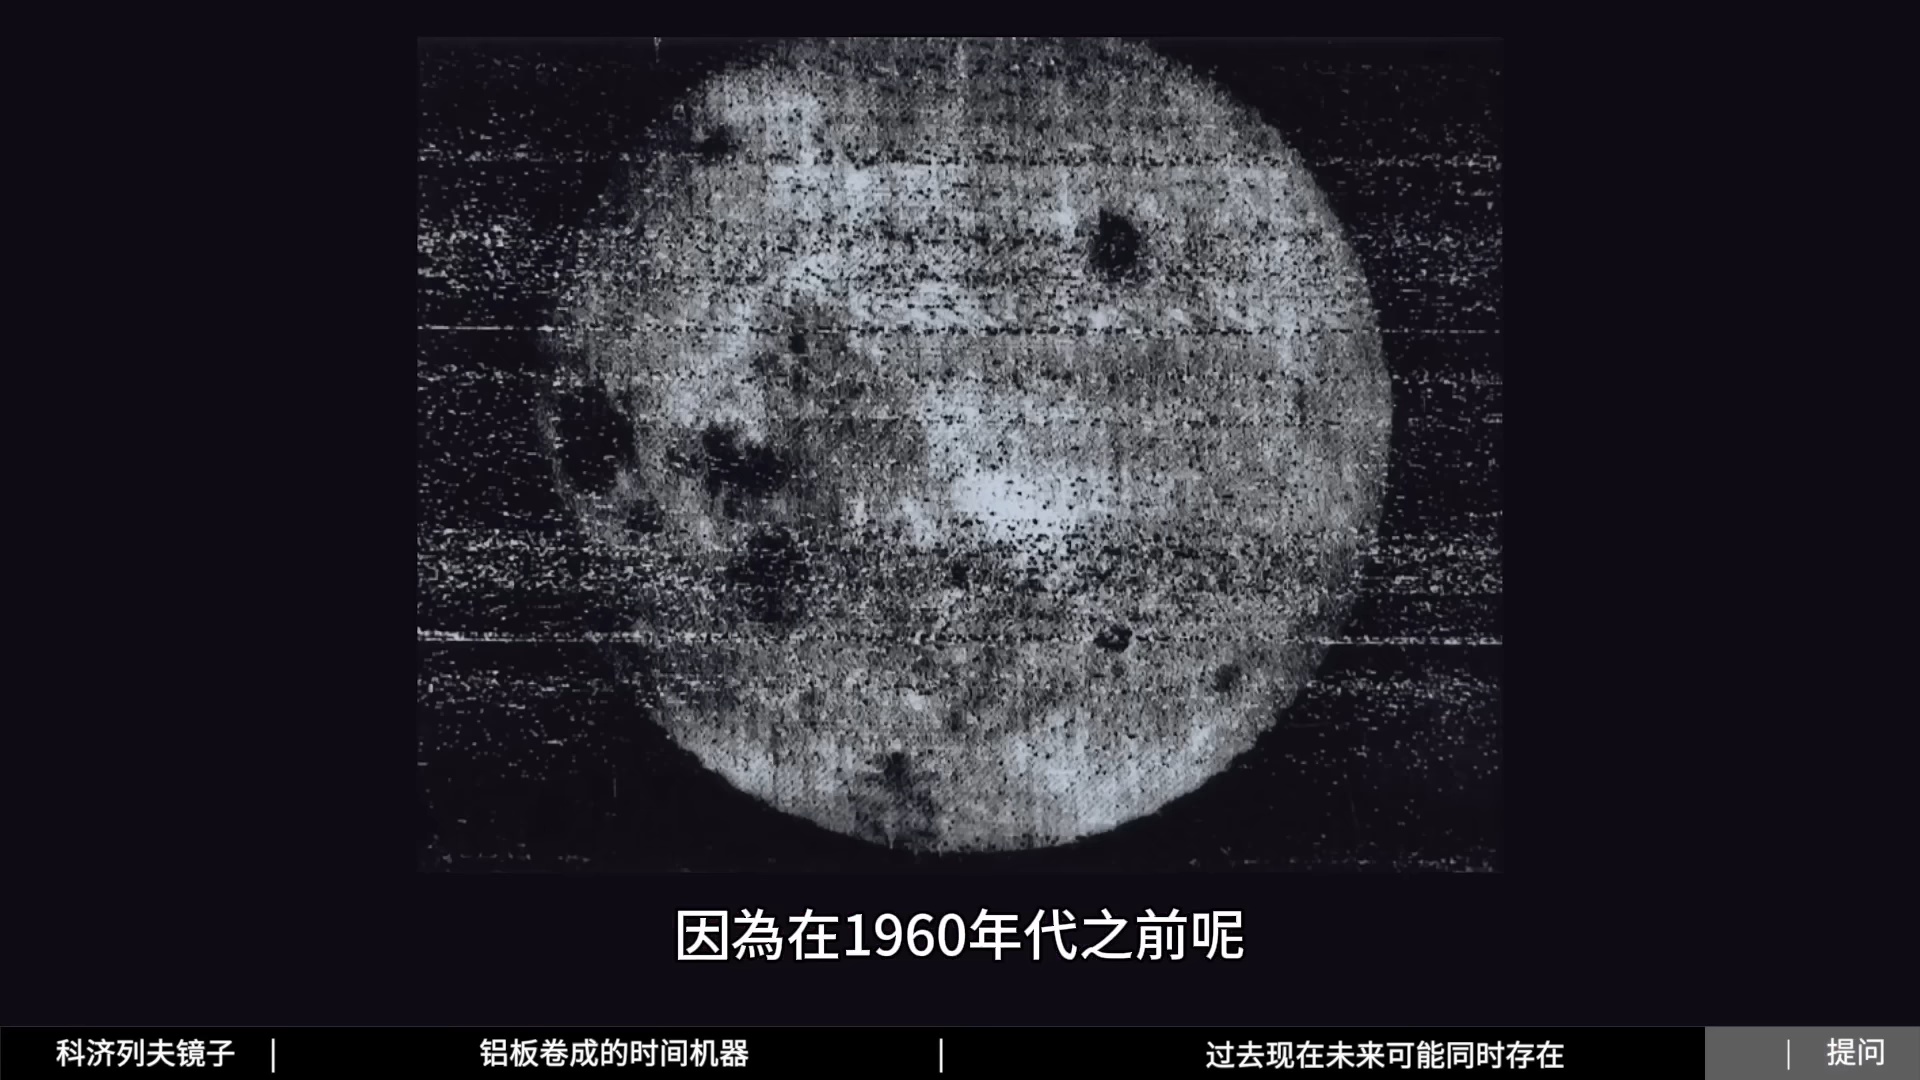 因為在1960年代之前呢
科济列夫镜子 | 铝板卷成的时间机器 | 过去现在未来可能同时存在 | 提问